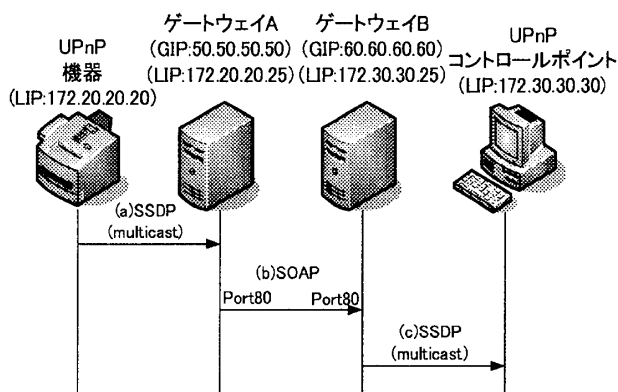 UPnP
機器
(LIP:172.20.20.20)
ゲートウェイA
(GIP:50.50.50.50)
(LIP:172.20.20.25)
ゲートウェイB
(GIP:60.60.60.60)
(LIP:172.30.30.25)
UPnP
コントロールポイント
(LIP:172.30.30.30)
(a)SSDP
(multicast)
(b)SOAP
Port80 Port80
(c)SSDP
(multicast)